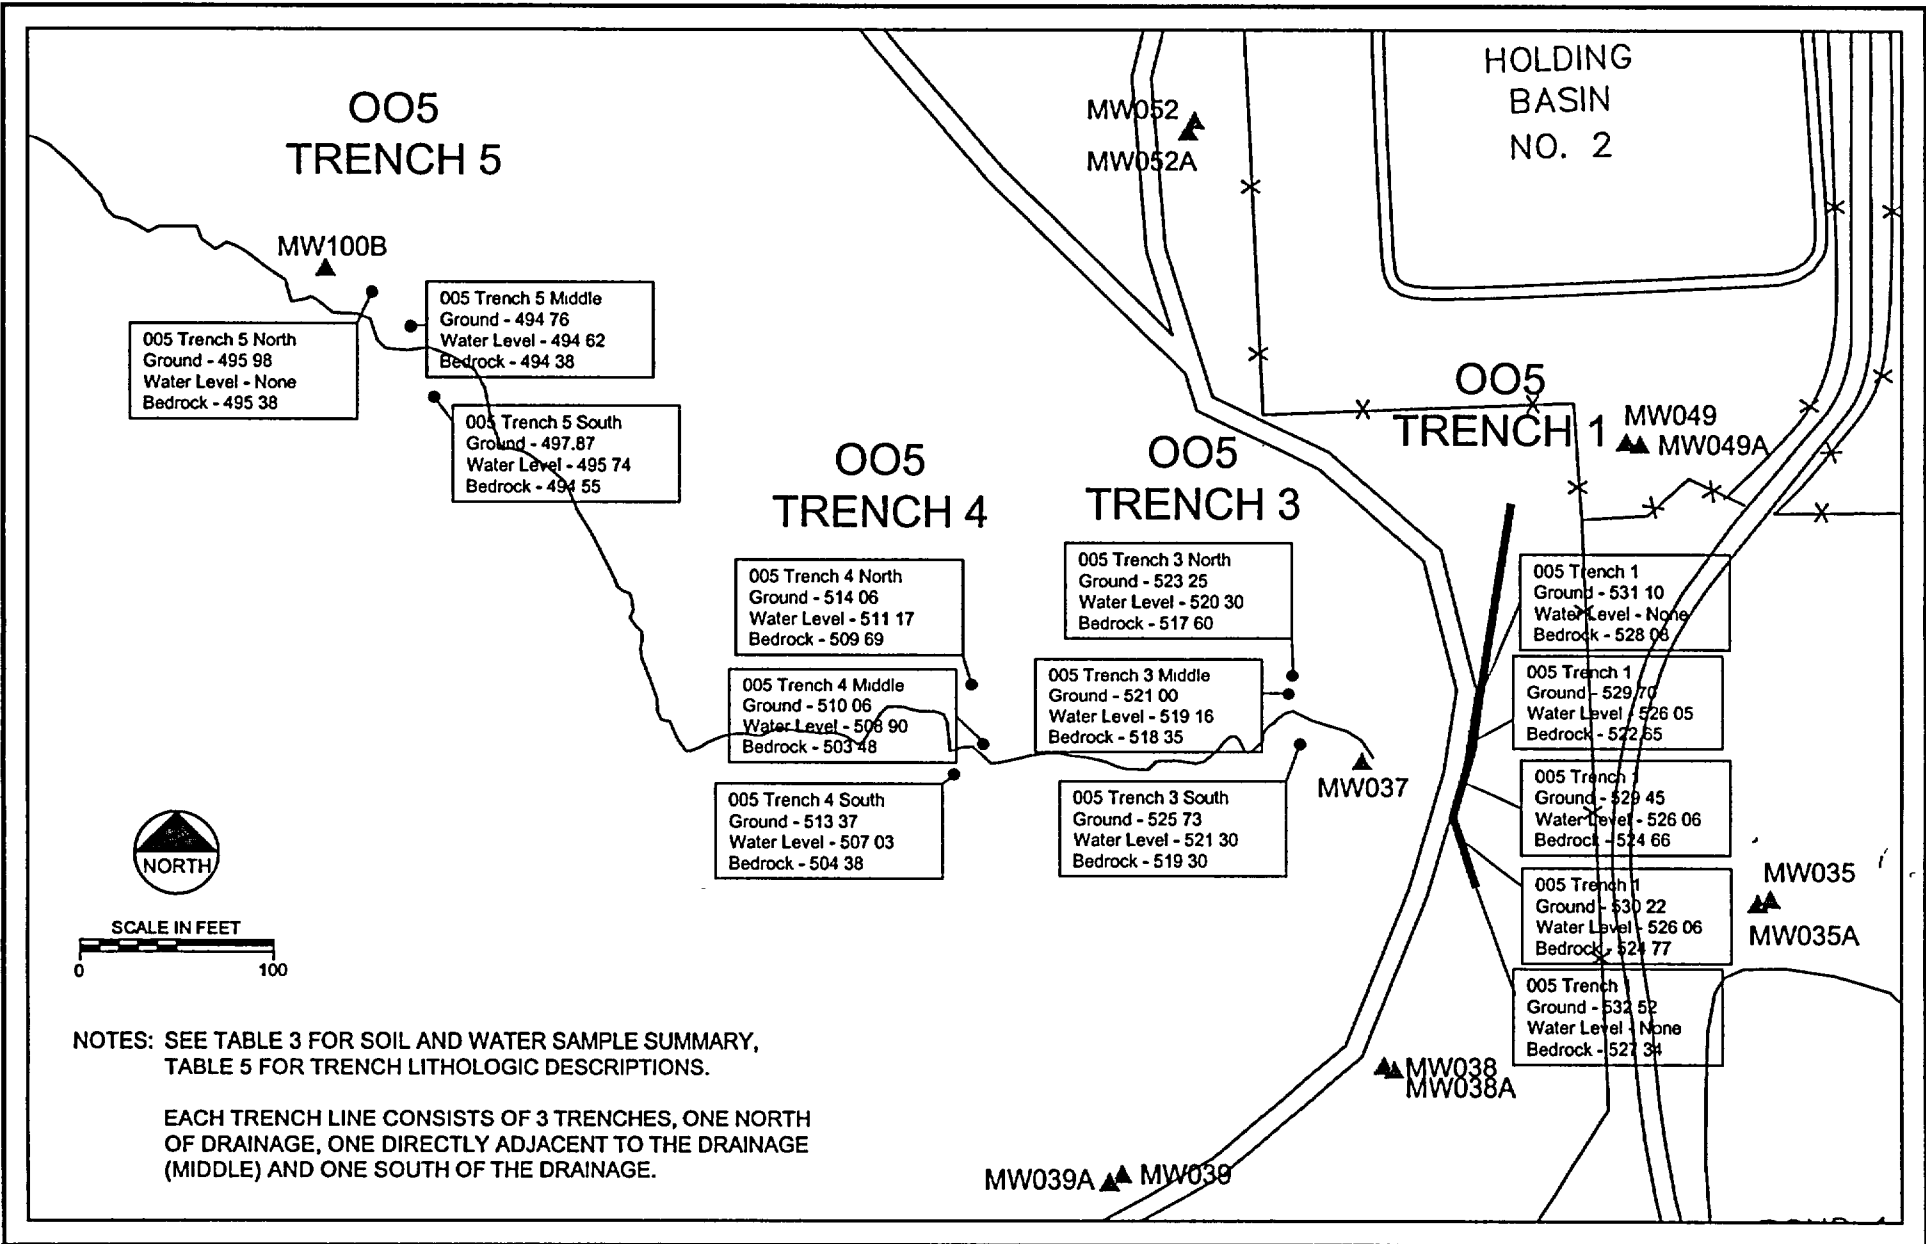 HOLDING
BASIN
NO. 2
OO5
TRENCH 5
MW052
MW052A
MW100B
005 Trench 5 Middle
Ground - 494 76
Water Level - 494 62
Bedrock - 494 38
005 Trench 5 North
Ground - 495 98
Water Level - None
Bedrock - 495 38
005 Trench 5 South
Ground - 497.87
Water Level - 495 74
Bedrock - 494 55
OO5
TRENCH 1
MW049
MW049A
OO5
TRENCH 4
OO5
TRENCH 3
005 Trench 4 North
Ground - 514 06
Water Level - 511 17
Bedrock - 509 69
005 Trench 3 North
Ground - 523 25
Water Level - 520 30
Bedrock - 517 60
005 Trench 1
Ground - 531 10
Water Level - None
Bedrock - 528 08
005 Trench 4 Middle
Ground - 510 06
Water Level - 508 90
Bedrock - 503 48
005 Trench 3 Middle
Ground - 521 00
Water Level - 519 16
Bedrock - 518 35
005 Trench 1
Ground - 529 70
Water Level - 526 05
Bedrock - 522 65
005 Trench 4 South
Ground - 513 37
Water Level - 507 03
Bedrock - 504 38
005 Trench 3 South
Ground - 525 73
Water Level - 521 30
Bedrock - 519 30
MW037
005 Trench 1
Ground - 529 45
Water Level - 526 06
Bedrock - 524 66
005 Trench 1
Ground - 530 22
Water Level - 526 06
Bedrock - 524 77
MW035
MW035A
005 Trench 1
Ground - 532 52
Water Level - None
Bedrock - 527 34
NORTH
SCALE IN FEET
0 100
MW038
MW038A
NOTES: SEE TABLE 3 FOR SOIL AND WATER SAMPLE SUMMARY,
TABLE 5 FOR TRENCH LITHOLOGIC DESCRIPTIONS.
EACH TRENCH LINE CONSISTS OF 3 TRENCHES, ONE NORTH
OF DRAINAGE, ONE DIRECTLY ADJACENT TO THE DRAINAGE
(MIDDLE) AND ONE SOUTH OF THE DRAINAGE.
MW039A
MW039